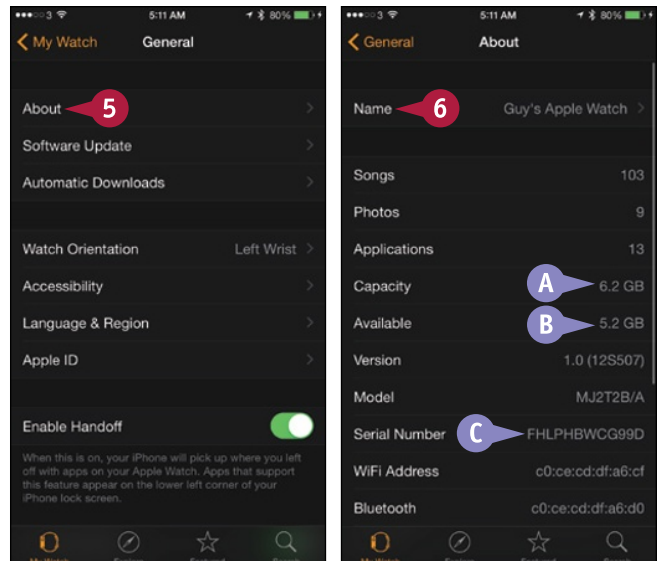 3 5:11 AM 80%
My Watch General
About 5
Software Update
Automatic Downloads
Watch Orientation Left Wrist
Accessibility
Language & Region
Apple ID
Enable Handoff
When this is on, your iPhone will pick up where you left
off with apps on your Apple Watch. Apps that support
this feature appear on the lower left corner of your
iPhone lock screen.
My Watch
3 5:11 AM 80%
General About
Name 6 Guy's Apple Watch
Songs 103
Photos 9
Applications 13
Capacity A 6.2 GB
Available B 5.2 GB
Version 1.0 (12S507)
Model MJ2T2B/A
Serial Number C FHLPHBWCG99D
WiFi Address c0:ce:cd:df:a6:cf
Bluetooth c0:ce:cd:df:a6:d0